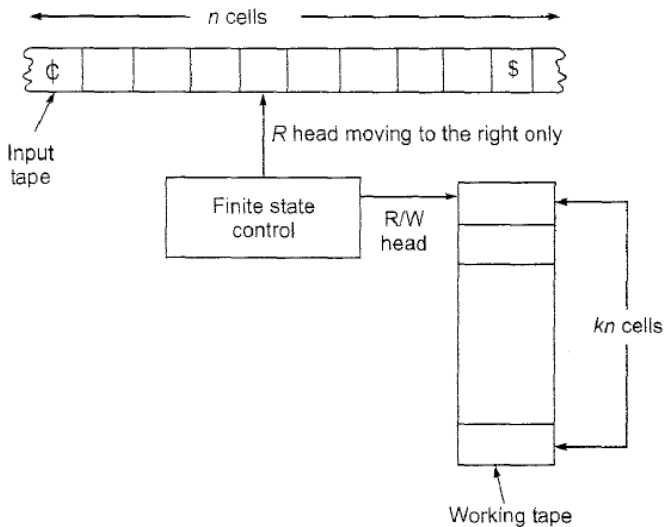 n cells
¢ $
R head moving to the right only
Input
tape
Finite state
control
R/W
head
kn cells
Working tape